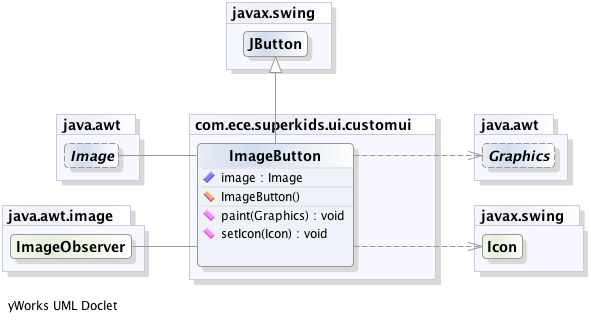 javax.swing
JButton
java.awt
Image
com.ece.superkids.ui.customui
ImageButton
image : Image
ImageButton()
paint(Graphics) : void
setIcon(Icon) : void
java.awt
Graphics
java.awt.image
ImageObserver
javax.swing
Icon
yWorks UML Doclet